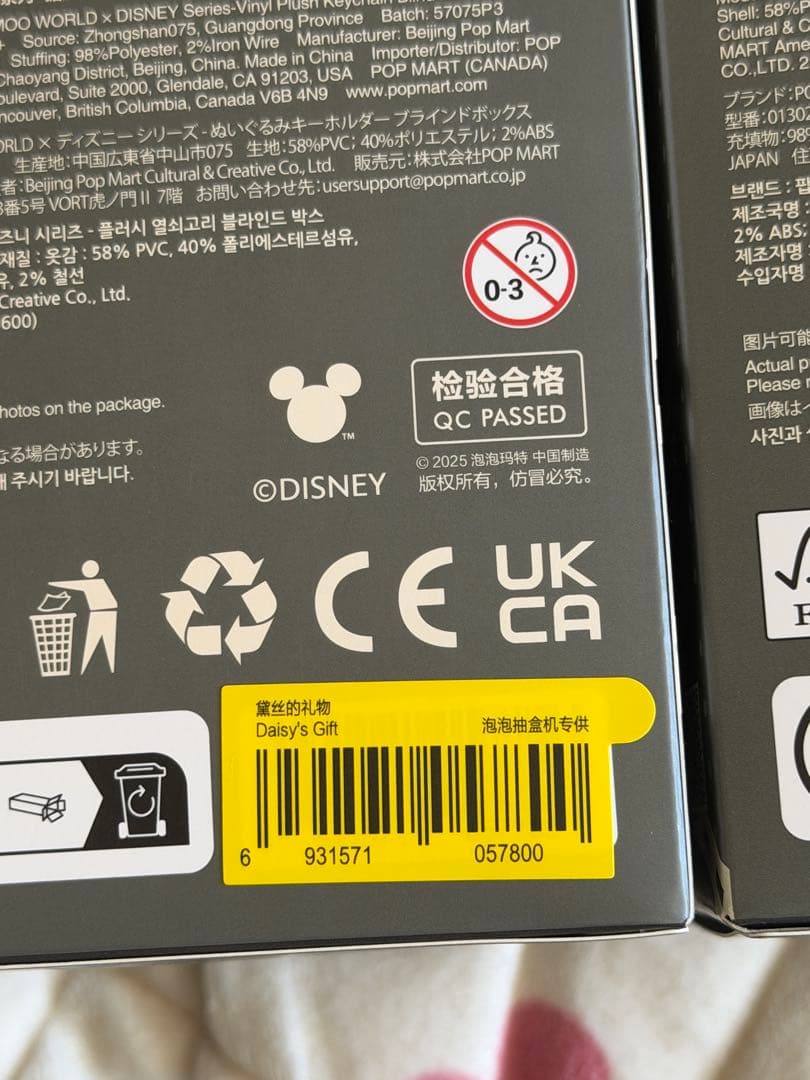 MOO WORLD × DISNEY Series-Vinyl Plush Keychain
Source: Zhongshan075, Guangdong Province Batch: 57075P3
Stuffing: 98%Polyester, 2%Iron Wire Manufacturer: Beijing Pop Mart
Chaoyang District, Beijing, China. Made in China Importer/Distributor: POP
Suite 2000, Glendale, CA 91203, USA POP MART (CANADA)
British Columbia, Canada V6B 4N9 www.popmart.com
ORLD × ディズニー シリーズ - ぬいぐるみキーホルダー ブラインドボックス
生産地:中国広東省中山市075 生地:58%PVC; 40%ポリエステル; 2%ABS
者:Beijing Pop Mart Cultural & Creative Co., Ltd. 販売元:株式会社POP MART
3番5号 VORT虎ノ門Ⅱ 7階 お問い合わせ先:usersupport@popmart.co.jp
즈니 시리즈 - 플러시 열쇠고리 블라인드 박스
재질 : 옷감 : 58% PVC, 40% 폴리에스테르섬유,
유, 2% 철선
Creative Co., Ltd.
600)
0-3
photos on the package.
なる場合があります。
해 주시기 바랍니다.
TM
©DISNEY
检验合格
QC PASSED
© 2025 泡泡玛特 中国制造
版权所有，仿冒必究。
CE
UK
CA
黛丝的礼物
Daisy's Gift
泡泡抽盒机专供
6 931571 057800
Shell: 58%P
Cultural & C
MART Am
CO.,LTD. 2
ブランド:PO
型番:0130
充填物:98
JAPAN 住
브랜드 : 팝
제조국명 :
2% ABS:
제조자명 :
수입자명
图片可能
Actual p
Please r
画像はイ
사진과
F